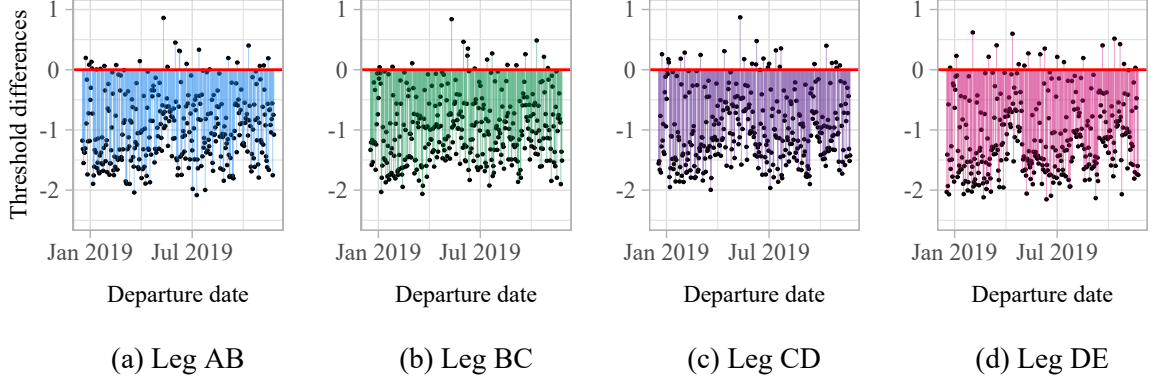 Threshold differences
1
0
-1
-2
Jan 2019 Jul 2019
Departure date
(a) Leg AB
1
0
-1
-2
Jan 2019 Jul 2019
Departure date
(b) Leg BC
1
0
-1
-2
Jan 2019 Jul 2019
Departure date
(c) Leg CD
1
0
-1
-2
Jan 2019 Jul 2019
Departure date
(d) Leg DE